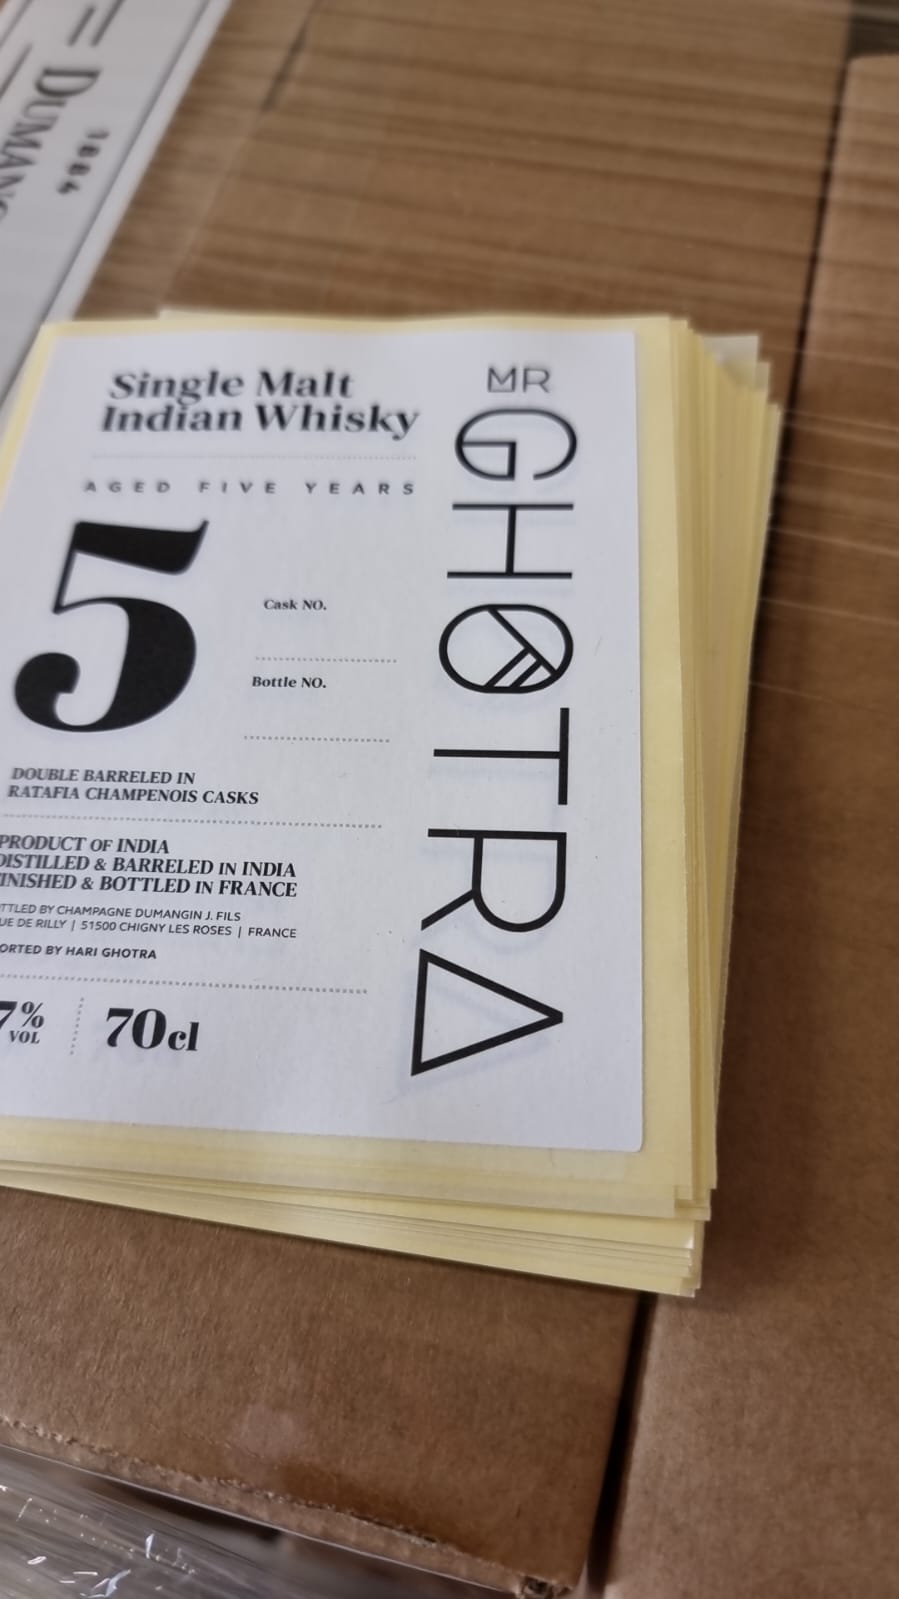 DUMANG
1884
Single Malt
Indian Whisky
AGED FIVE YEARS
5
Cask NO.
Bottle NO.
DOUBLE BARRELED IN
RATAFIA CHAMPENOIS CASKS
PRODUCT OF INDIA
DISTILLED & BARRELED IN INDIA
INISHED & BOTTLED IN FRANCE
TTLED BY CHAMPAGNE DUMANGIN J. FILS
UE DE RILLY | 51500 CHIGNY LES ROSES | FRANCE
ORTED BY HARI GHOTRA
7% VOL
70cl
MR
GHOTRA